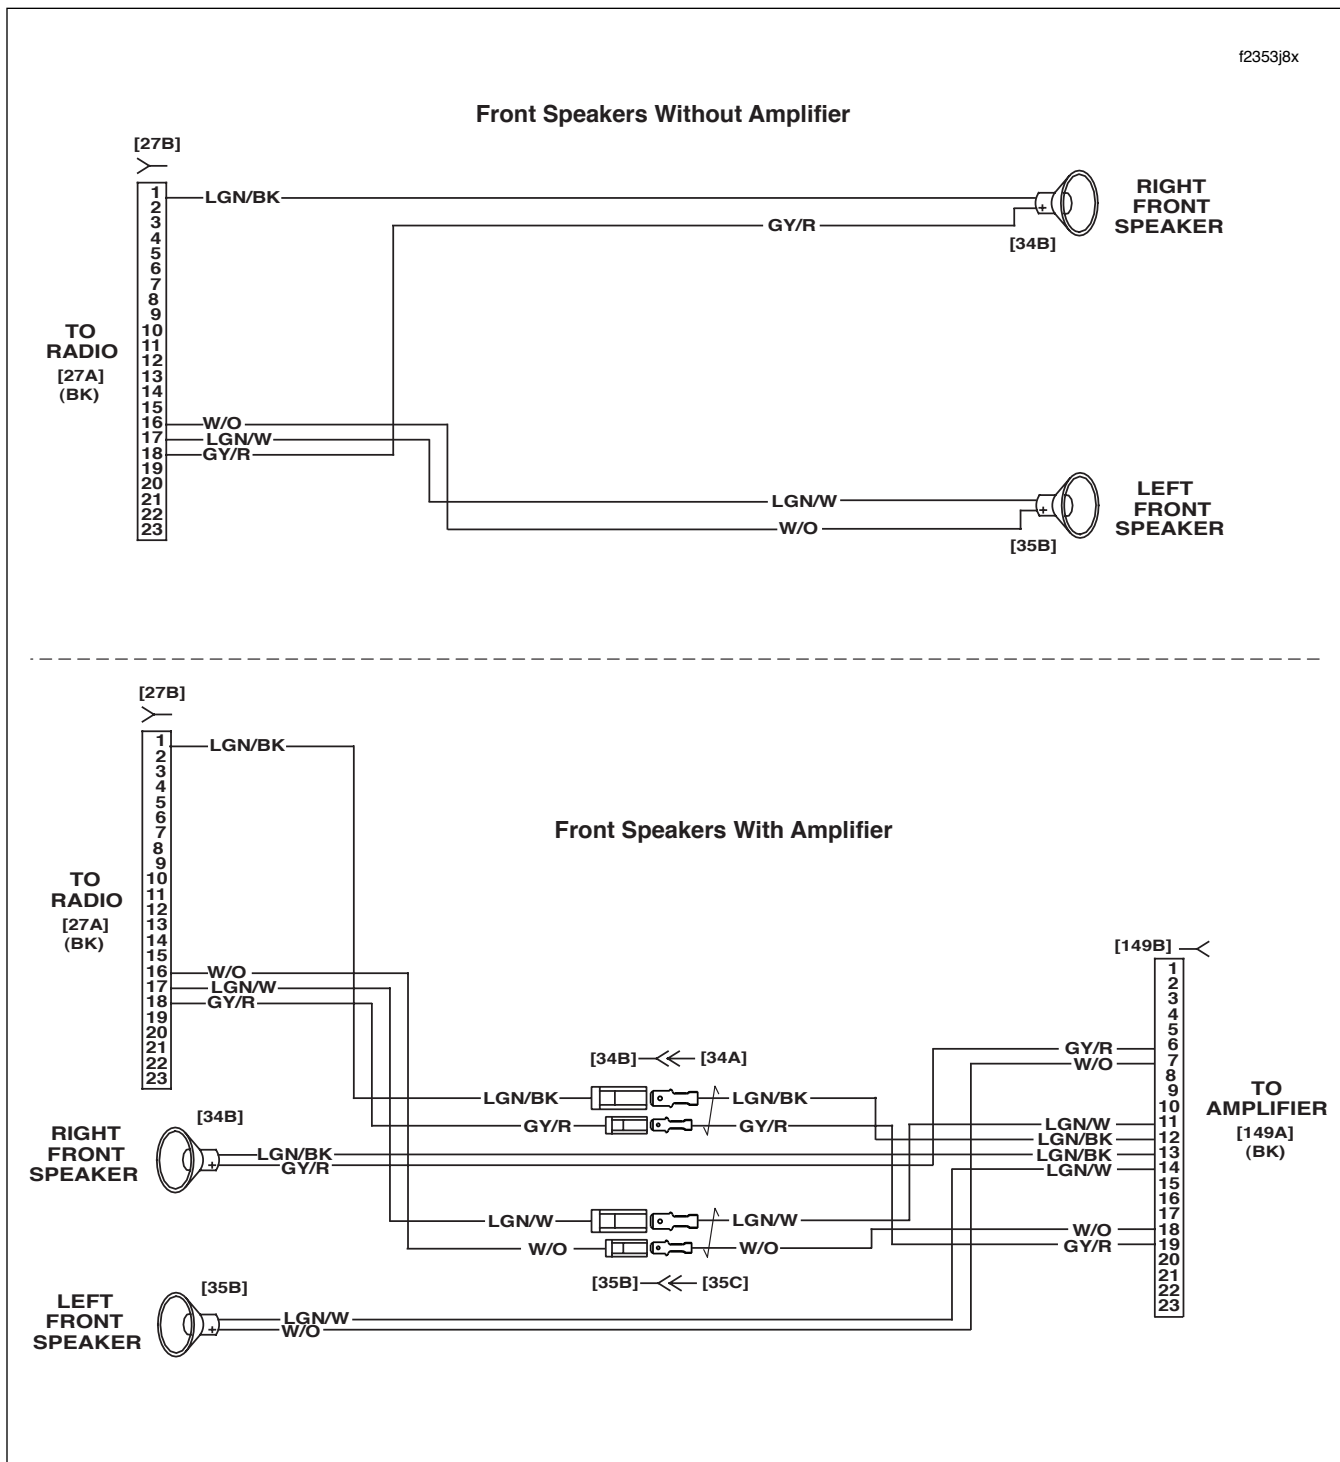 f2353j8x
Front Speakers Without Amplifier
[27B]
1
2
3
4
5
6
7
8
9
10
11
12
13
14
15
16
17
18
19
20
21
22
23
TO
RADIO
[27A]
(BK)
LGN/BK
GY/R
[34B]
RIGHT
FRONT
SPEAKER
+
W/O
LGN/W
GY/R
LGN/W
W/O
[35B]
LEFT
FRONT
SPEAKER
+
[27B]
1
2
3
4
5
6
7
8
9
10
11
12
13
14
15
16
17
18
19
20
21
22
23
TO
RADIO
[27A]
(BK)
LGN/BK
Front Speakers With Amplifier
W/O
LGN/W
GY/R
[34B] [34A]
LGN/BK LGN/BK
GY/R GY/R
[34B]
RIGHT
FRONT
SPEAKER
+
LGN/BK
GY/R
LGN/W LGN/W
W/O W/O
[35B] [35C]
[35B]
LEFT
FRONT
SPEAKER
+
LGN/W
W/O
[149B]
1
2
3
4
5
6
7
8
9
10
11
12
13
14
15
16
17
18
19
20
21
22
23
GY/R
W/O
LGN/W
LGN/BK
LGN/BK
LGN/W
W/O
GY/R
TO
AMPLIFIER
[149A]
(BK)